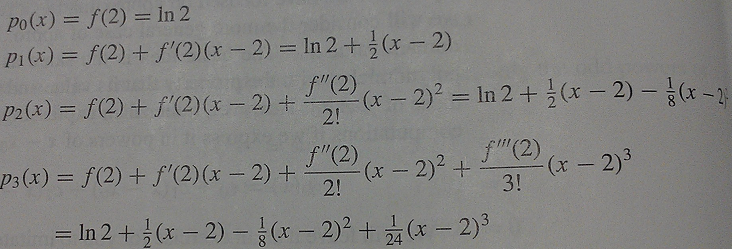 p₀(x) = f(2) = ln 2
p₁(x) = f(2) + f′(2)(x − 2) = ln 2 + ½(x − 2)
p₂(x) = f(2) + f′(2)(x − 2) + f″(2)/2! (x − 2)² = ln 2 + ½(x − 2) − ⅛(x − 2)
p₃(x) = f(2) + f′(2)(x − 2) + f″(2)/2! (x − 2)² + f‴(2)/3! (x − 2)³
= ln 2 + ½(x − 2) − ⅛(x − 2)² + 1/24 (x − 2)³